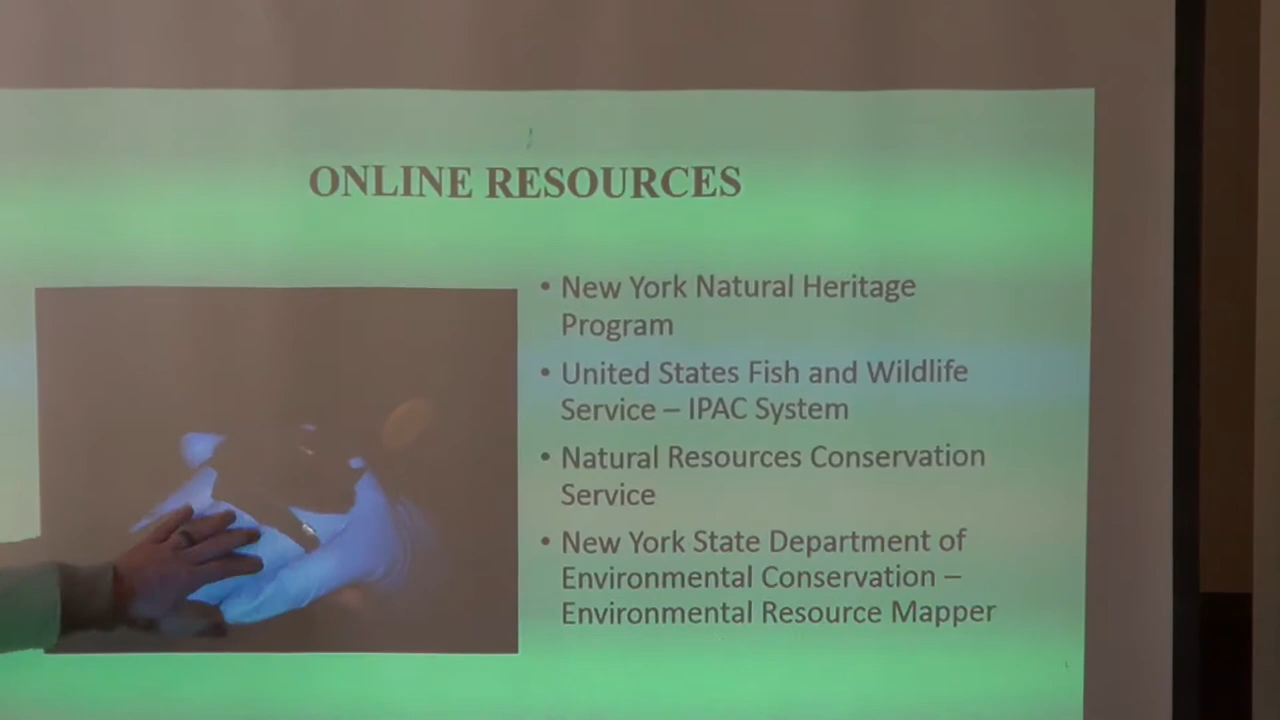 ONLINE RESOURCES
• New York Natural Heritage
Program
• United States Fish and Wildlife
Service – IPAC System
• Natural Resources Conservation
Service
• New York State Department of
Environmental Conservation –
Environmental Resource Mapper